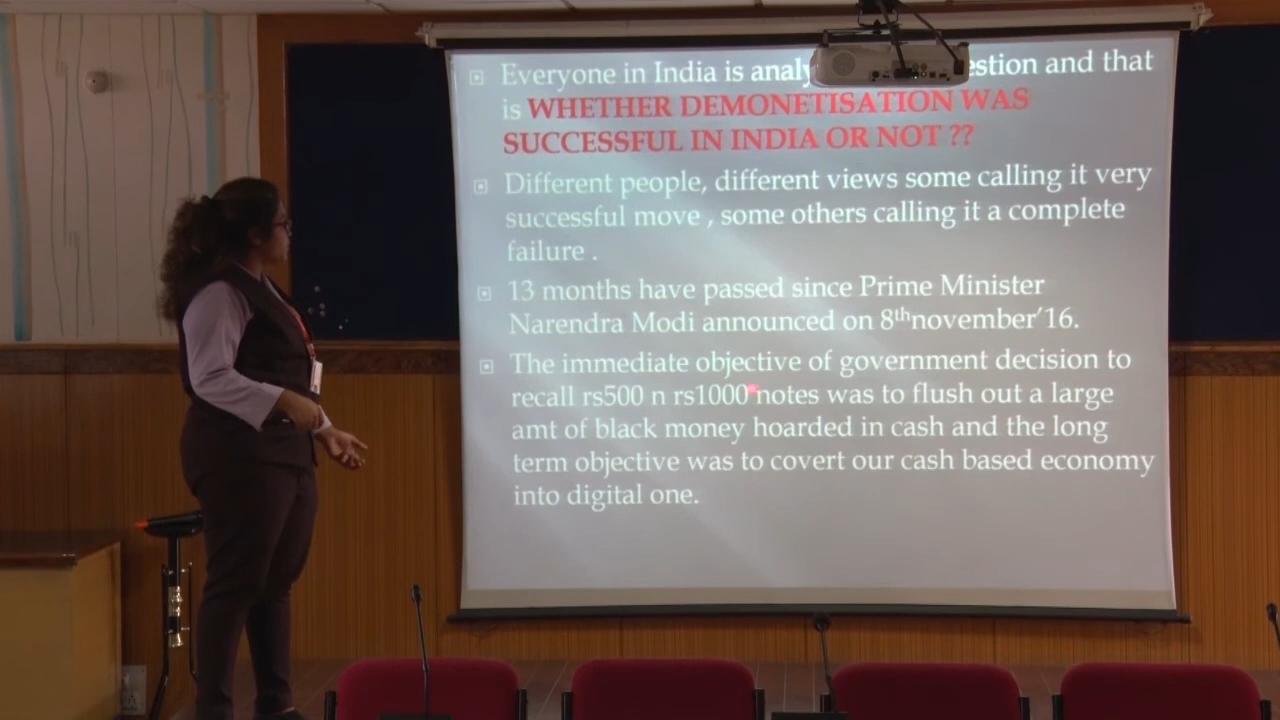 Everyone in India is analy estion and that
is WHETHER DEMONETISATION WAS
SUCCESSFUL IN INDIA OR NOT ??
Different people, different views some calling it very
successful move , some others calling it a complete
failure .
13 months have passed since Prime Minister
Narendra Modi announced on 8thnovember'16.
The immediate objective of government decision to
recall rs500 n rs1000 notes was to flush out a large
amt of black money hoarded in cash and the long
term objective was to covert our cash based economy
into digital one.